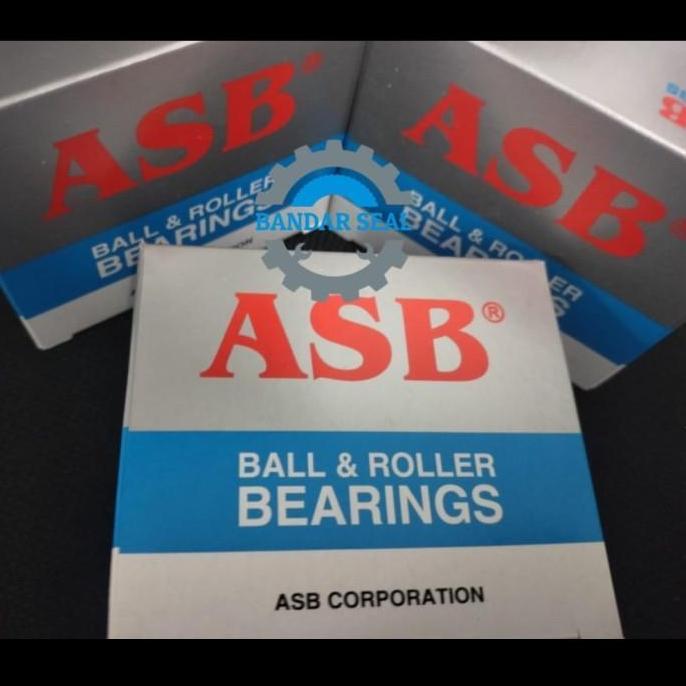 ASB®
BALL & ROLLER
BEARINGS
ASB®
BALL & ROLLER
BEARINGS
BANDAR SEAL
ASB®
BALL & ROLLER
BEARINGS
ASB CORPORATION